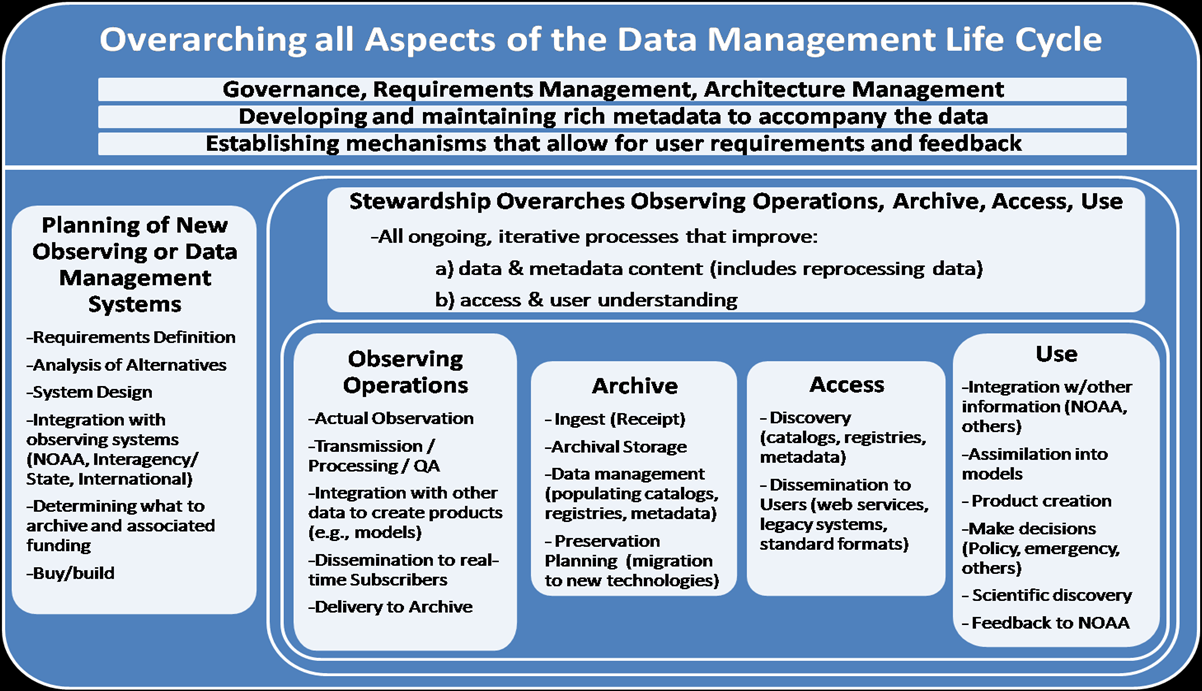 Overarching all Aspects of the Data Management Life Cycle
Governance, Requirements Management, Architecture Management
Developing and maintaining rich metadata to accompany the data
Establishing mechanisms that allow for user requirements and feedback
Planning of New
Observing or Data
Management
Systems
-Requirements Definition
-Analysis of Alternatives
-System Design
-Integration with
observing systems
(NOAA, Interagency/
State, International)
-Determining what to
archive and associated
funding
-Buy/build
Stewardship Overarches Observing Operations, Archive, Access, Use
-All ongoing, iterative processes that improve:
a) data & metadata content (includes reprocessing data)
b) access & user understanding
Observing
Operations
-Actual Observation
-Transmission /
Processing / QA
-Integration with other
data to create products
(e.g., models)
-Dissemination to real-
time Subscribers
-Delivery to Archive
Archive
- Ingest (Receipt)
-Archival Storage
-Data management
(populating catalogs,
registries, metadata)
- Preservation
Planning (migration
to new technologies)
Access
- Discovery
(catalogs, registries,
metadata)
- Dissemination to
Users (web services,
legacy systems,
standard formats)
Use
-Integration w/other
information (NOAA,
others)
-Assimilation into
models
- Product creation
-Make decisions
(Policy, emergency,
others)
- Scientific discovery
- Feedback to NOAA